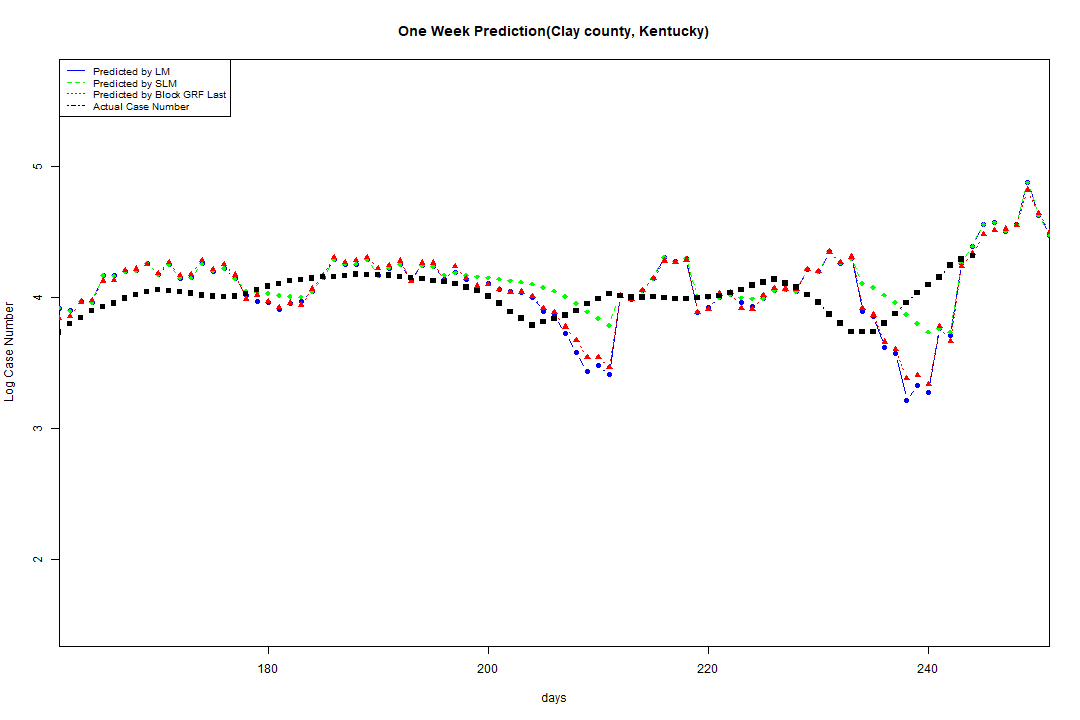 One Week Prediction(Clay county, Kentucky)
Predicted by LM
Predicted by SLM
Predicted by Block GRF Last
Actual Case Number
5
4
3
2
Log Case Number
180 200 220 240
days